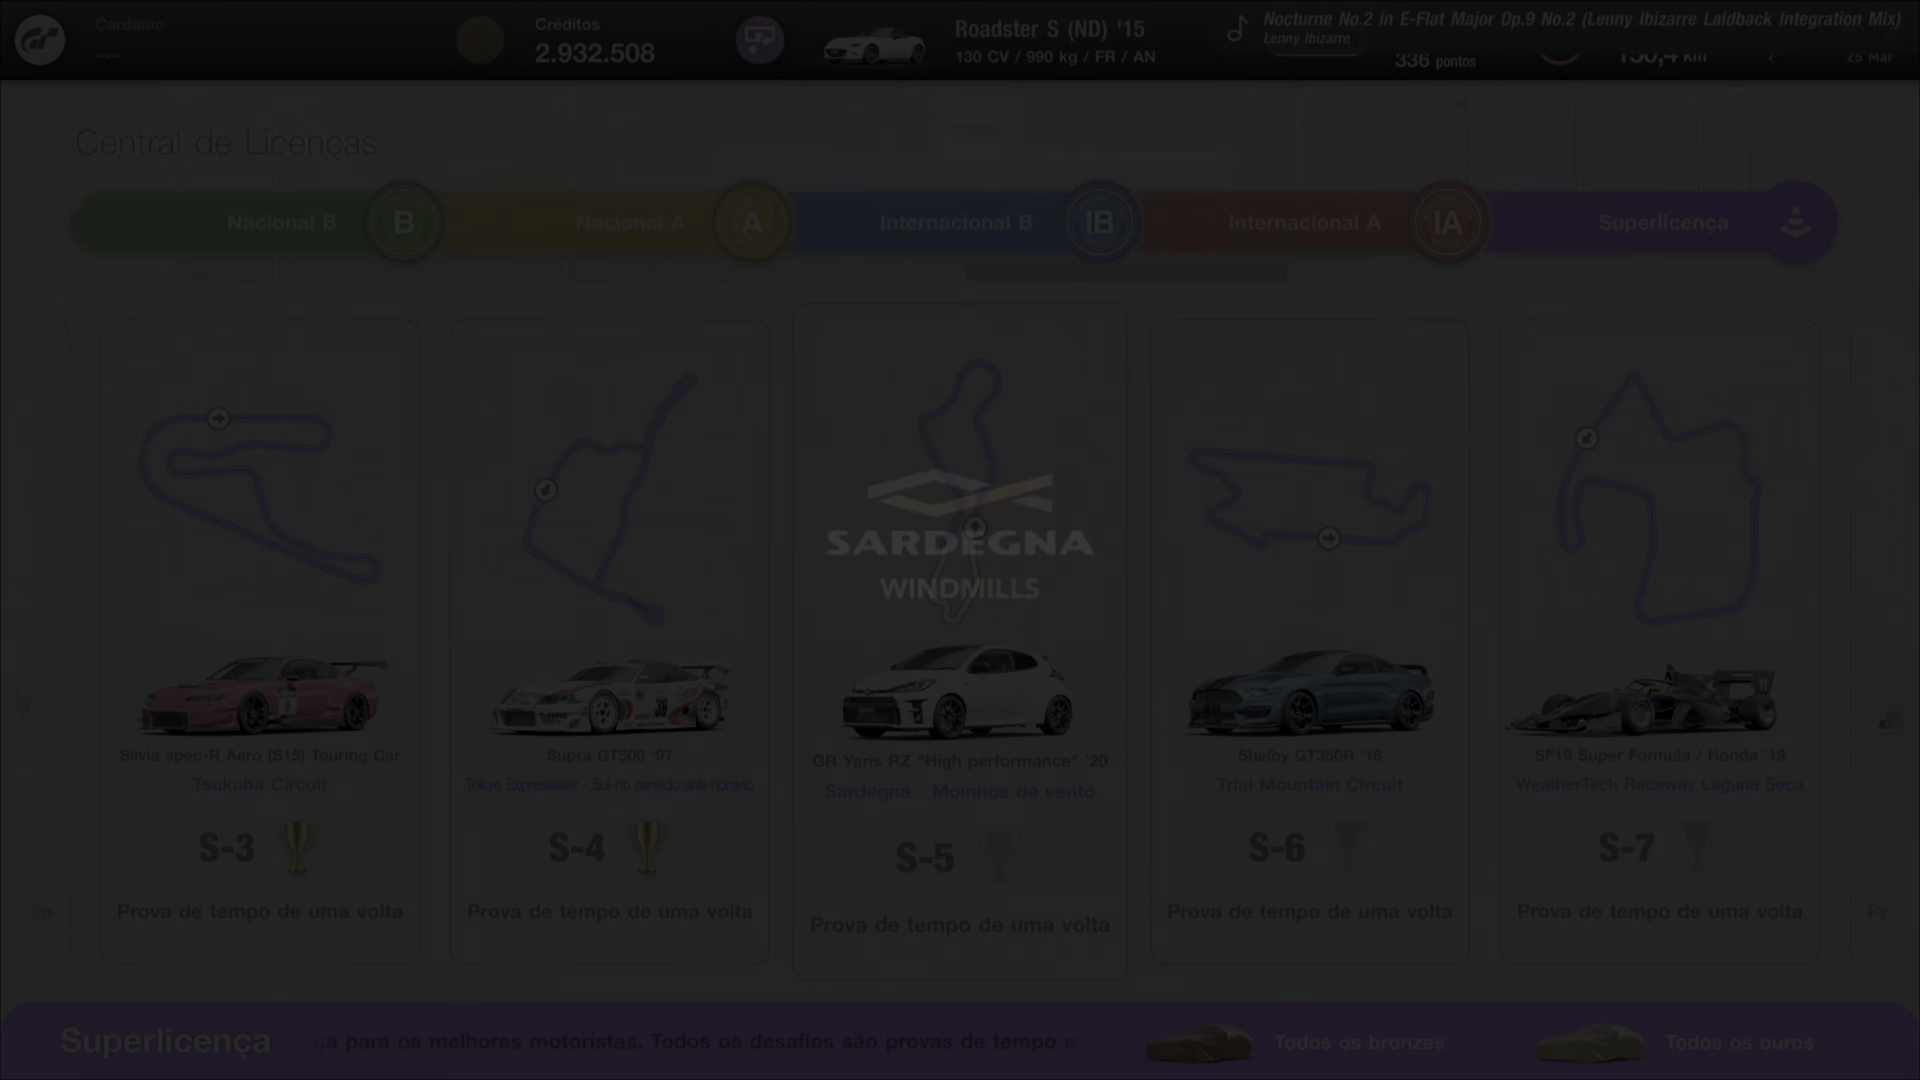 Cardápio
Créditos
2.932.508
Roadster S (ND) '15
130 CV / 990 kg / FR / AN
Nocturne No.2 in E-Flat Major Op.9 No.2 (Lenny Ibizarre Laidback Integration Mix)
Lenny Ibizarre
336 pontos
130,4 km
25 Mar
Central de Licenças
Nacional B
B
Nacional A
A
Internacional B
IB
Internacional A
IA
Superlicença
SARDEGNA
WINDMILLS
Silvia spec-R Aero (S15) Touring Car
Tsukuba Circuit
S-3
Prova de tempo de uma volta
Supra GT500 '97
Tokyo Expressway - Sul no sentido anti-horário
S-4
Prova de tempo de uma volta
GR Yaris RZ "High performance" '20
Sardegna - Moinhos de vento
S-5
Prova de tempo de uma volta
Shelby GT350R '16
Trial Mountain Circuit
S-6
Prova de tempo de uma volta
SF19 Super Formula / Honda '19
WeatherTech Raceway Laguna Seca
S-7
Prova de tempo de uma volta
Superlicença
ça para os melhores motoristas. Todos os desafios são provas de tempo
Todos os bronzes
Todos os ouros